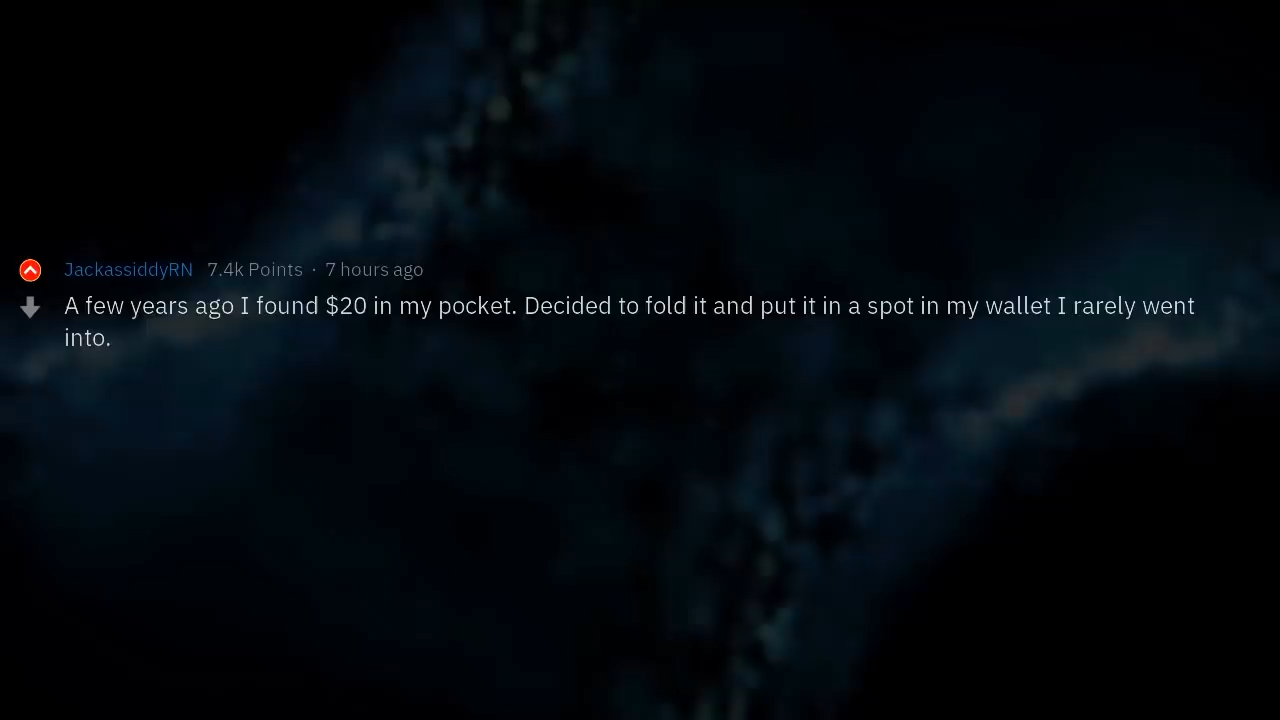 JackassiddyRN 7.4k Points · 7 hours ago
A few years ago I found $20 in my pocket. Decided to fold it and put it in a spot in my wallet I rarely went
into.